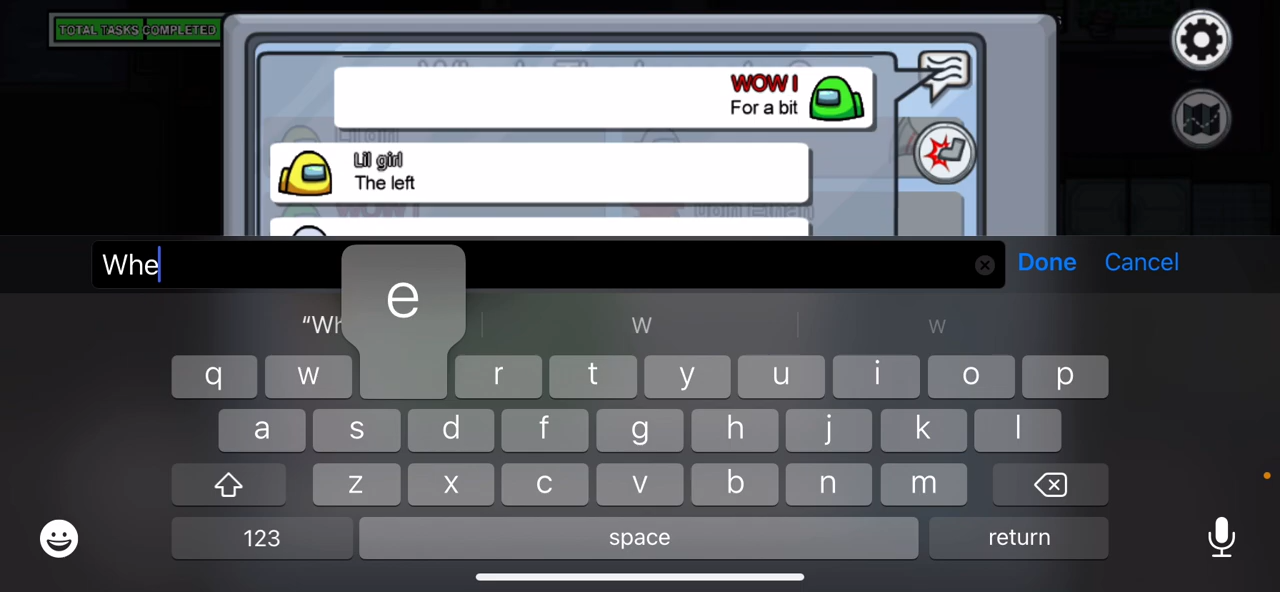 TOTAL TASKS COMPLETED
WOW I
For a bit
Lil girl
The left
Whe
Done
Cancel
e
“Wh
W
w
q w r t y u i o p
a s d f g h j k l
z x c v b n m
123
space
return